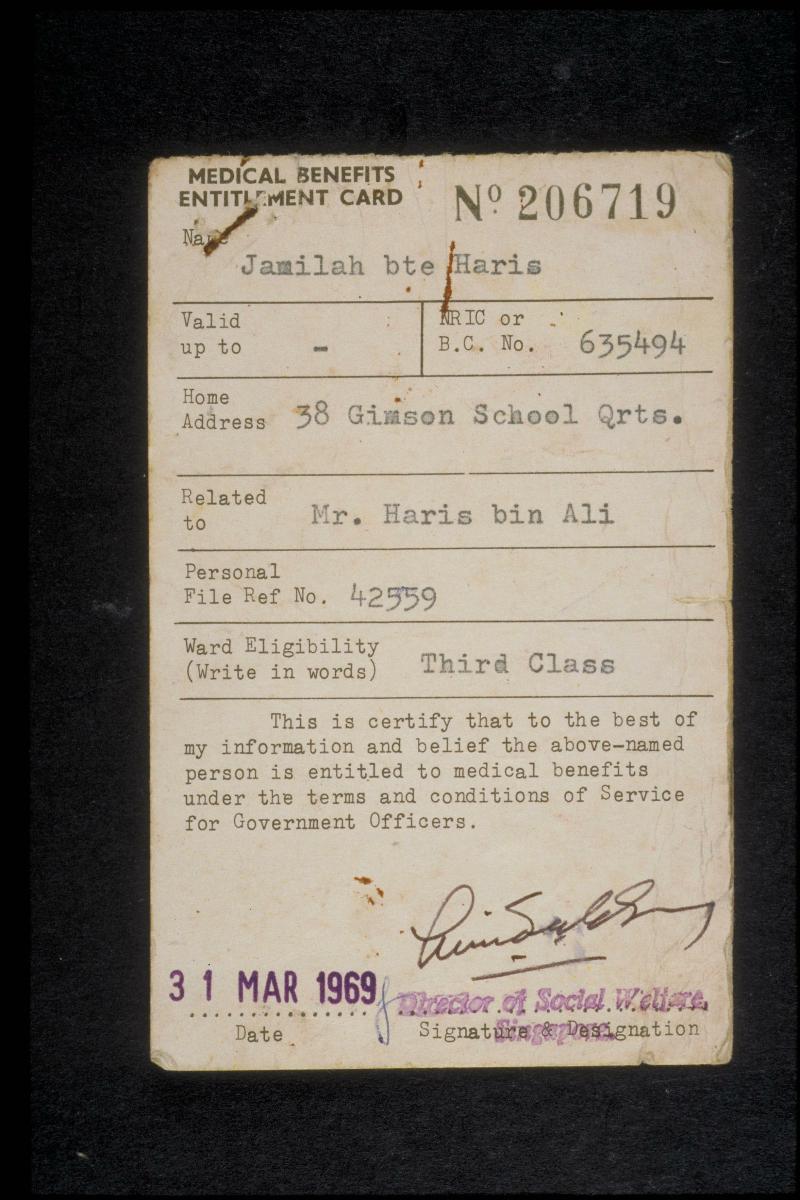 MEDICAL BENEFITS
ENTITLEMENT CARD
Nº 206719
Name
Jamilah bte Haris
Valid
up to -
NRIC or
B.C. No. 635494
Home
Address 38 Gimson School Qrts.
Related
to Mr. Haris bin Ali
Personal
File Ref No. 42559
Ward Eligibility
(Write in words) Third Class
This is certify that to the best of
my information and belief the above-named
person is entitled to medical benefits
under the terms and conditions of Service
for Government Officers.
31 MAR 1969
Director of Social Welfare,
Singapore.
Date
Signature & Designation